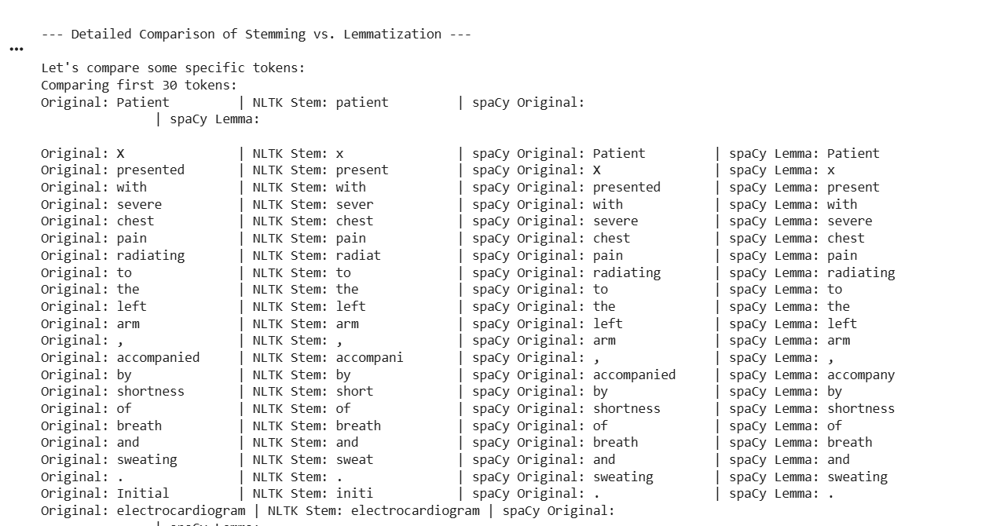 --- Detailed Comparison of Stemming vs. Lemmatization ---
•••
Let's compare some specific tokens:
Comparing first 30 tokens:
Original: Patient         | NLTK Stem: patient         | spaCy Original:
               | spaCy Lemma:
Original: X               | NLTK Stem: x               | spaCy Original: Patient         | spaCy Lemma: Patient
Original: presented       | NLTK Stem: present         | spaCy Original: X               | spaCy Lemma: x
Original: with            | NLTK Stem: with            | spaCy Original: presented       | spaCy Lemma: present
Original: severe          | NLTK Stem: sever           | spaCy Original: with            | spaCy Lemma: with
Original: chest           | NLTK Stem: chest           | spaCy Original: severe          | spaCy Lemma: severe
Original: pain            | NLTK Stem: pain            | spaCy Original: chest           | spaCy Lemma: chest
Original: radiating       | NLTK Stem: radiat          | spaCy Original: pain            | spaCy Lemma: pain
Original: to              | NLTK Stem: to              | spaCy Original: radiating       | spaCy Lemma: radiating
Original: the             | NLTK Stem: the             | spaCy Original: to              | spaCy Lemma: to
Original: left            | NLTK Stem: left            | spaCy Original: the             | spaCy Lemma: the
Original: arm             | NLTK Stem: arm             | spaCy Original: left            | spaCy Lemma: left
Original: ,               | NLTK Stem: ,               | spaCy Original: arm             | spaCy Lemma: arm
Original: accompanied     | NLTK Stem: accompani       | spaCy Original: ,               | spaCy Lemma: ,
Original: by              | NLTK Stem: by              | spaCy Original: accompanied     | spaCy Lemma: accompany
Original: shortness       | NLTK Stem: short           | spaCy Original: by              | spaCy Lemma: by
Original: of              | NLTK Stem: of              | spaCy Original: shortness       | spaCy Lemma: shortness
Original: breath          | NLTK Stem: breath          | spaCy Original: of              | spaCy Lemma: of
Original: and             | NLTK Stem: and             | spaCy Original: breath          | spaCy Lemma: breath
Original: sweating        | NLTK Stem: sweat           | spaCy Original: and             | spaCy Lemma: and
Original: .               | NLTK Stem: .               | spaCy Original: sweating        | spaCy Lemma: sweating
Original: Initial         | NLTK Stem: initi           | spaCy Original: .               | spaCy Lemma: .
Original: electrocardiogram | NLTK Stem: electrocardiogram | spaCy Original:
               | spaCy Lemma: